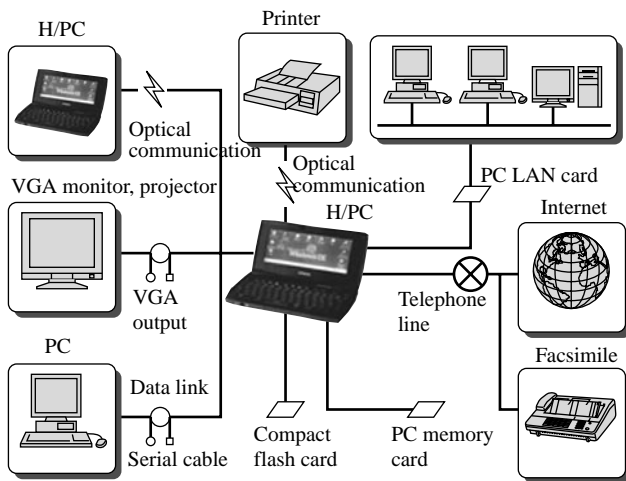 H/PC
Printer
Optical
communication
Optical
communication
VGA monitor, projector
H/PC
PC LAN card
Internet
VGA
output
Telephone
line
PC
Data link
Serial cable
Compact
flash card
PC memory
card
Facsimile